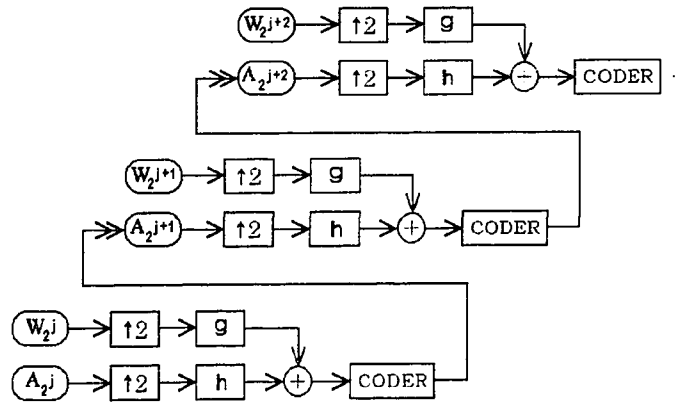 W₂j+2 ↑2 g
A₂j+2 ↑2 h + CODER
W₂j+1 ↑2 g
A₂j+1 ↑2 h + CODER
W₂j ↑2 g
A₂j ↑2 h + CODER